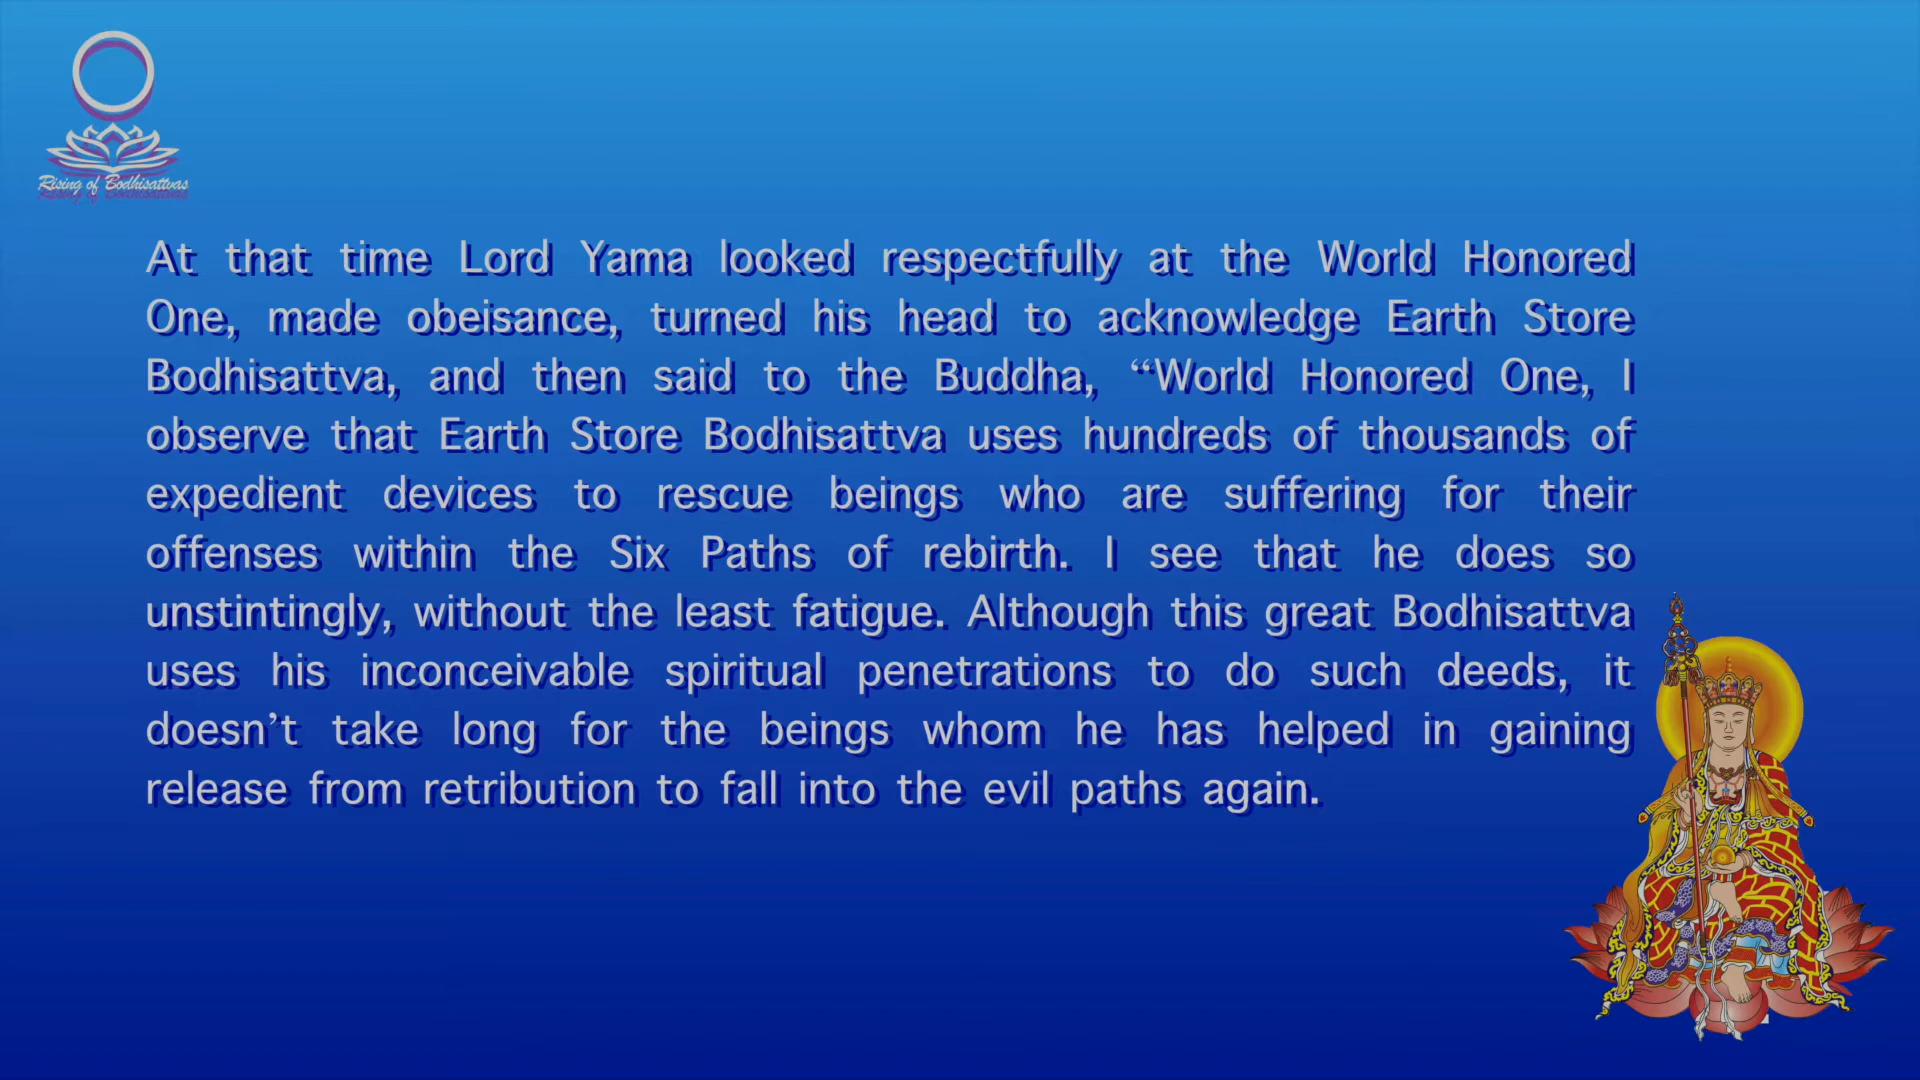 Rising of Bodhisattvas
At that time Lord Yama looked respectfully at the World Honored
One, made obeisance, turned his head to acknowledge Earth Store
Bodhisattva, and then said to the Buddha, “World Honored One, I
observe that Earth Store Bodhisattva uses hundreds of thousands of
expedient devices to rescue beings who are suffering for their
offenses within the Six Paths of rebirth. I see that he does so
unstintingly, without the least fatigue. Although this great Bodhisattva
uses his inconceivable spiritual penetrations to do such deeds, it
doesn’t take long for the beings whom he has helped in gaining
release from retribution to fall into the evil paths again.